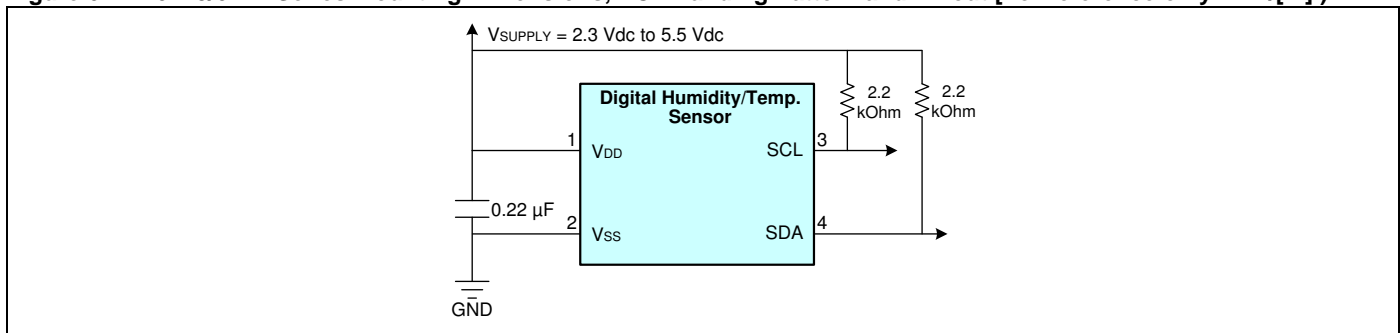 VSUPPLY = 2.3 Vdc to 5.5 Vdc
Digital Humidity/Temp.
Sensor
2.2
kOhm
2.2
kOhm
1
VDD
SCL
3
0.22 µF
2
VSS
SDA
4
GND